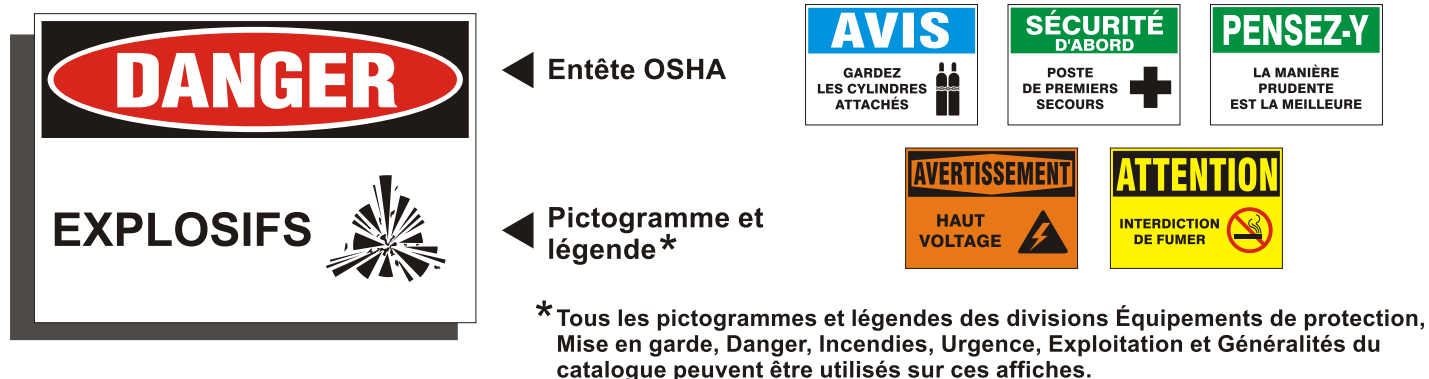 DANGER
EXPLOSIFS
Entête OSHA
Pictogramme et
légende*
AVIS
GARDEZ
LES CYLINDRES
ATTACHÉS
SÉCURITÉ
D'ABORD
POSTE
DE PREMIERS
SECOURS
PENSEZ-Y
LA MANIÈRE
PRUDENTE
EST LA MEILLEURE
AVERTISSEMENT
HAUT
VOLTAGE
ATTENTION
INTERDICTION
DE FUMER
* Tous les pictogrammes et légendes des divisions Équipements de protection,
Mise en garde, Danger, Incendies, Urgence, Exploitation et Généralités du
catalogue peuvent être utilisés sur ces affiches.